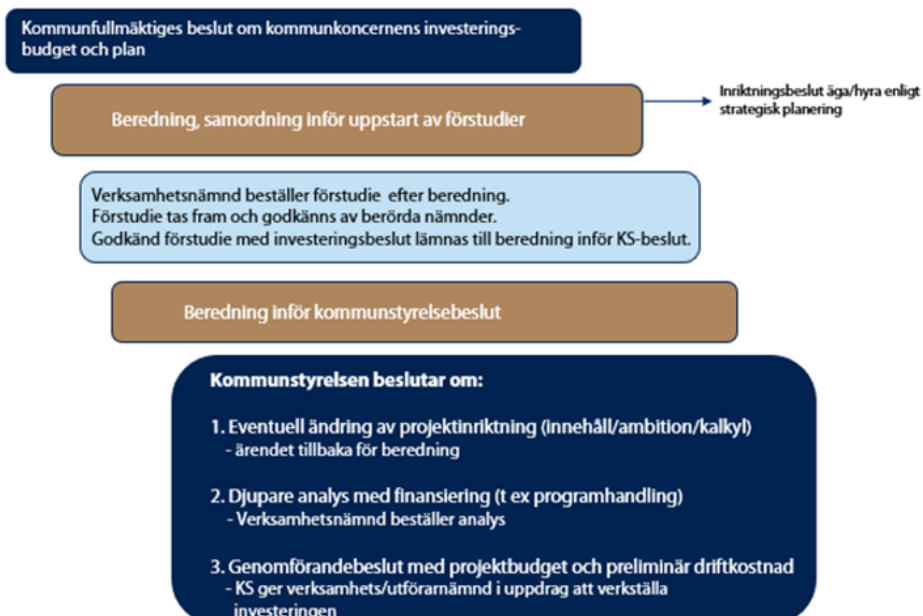 Kommunfullmäktiges beslut om kommunkoncernens investerings-
budget och plan
Beredning, samordning inför uppstart av förstudier
Inriktningsbeslut äga/hyra enligt
strategisk planering
Verksamhetsnämnd beställer förstudie efter beredning.
Förstudie tas fram och godkänns av berörda nämnder.
Godkänd förstudie med investeringsbeslut lämnas till beredning inför KS-beslut.
Beredning inför kommunstyrelsebeslut
Kommunstyrelsen beslutar om:
1. Eventuell ändring av projektinriktning (innehåll/ambition/kalkyl)
- ärendet tillbaka för beredning
2. Djupare analys med finansiering (t ex programhandling)
- Verksamhetsnämnd beställer analys
3. Genomförandebeslut med projektbudget och preliminär driftkostnad
- KS ger verksamhets/utförarnämnd i uppdrag att verkställa
investeringen